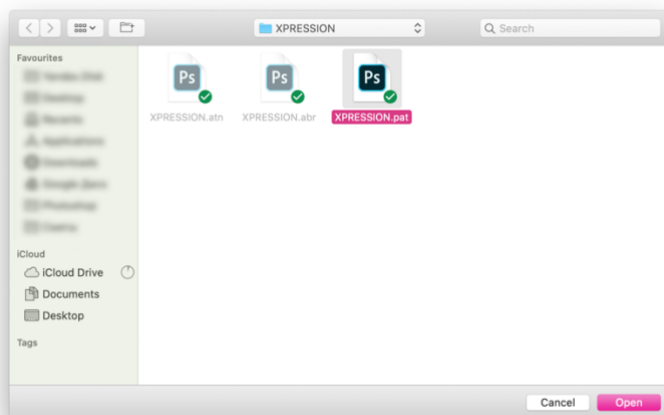 XPRESSION
Search
Favourites
iCloud
iCloud Drive
Documents
Desktop
Tags
Ps
Ps
Ps
XPRESSION.atn
XPRESSION.abr
XPRESSION.pat
Cancel
Open